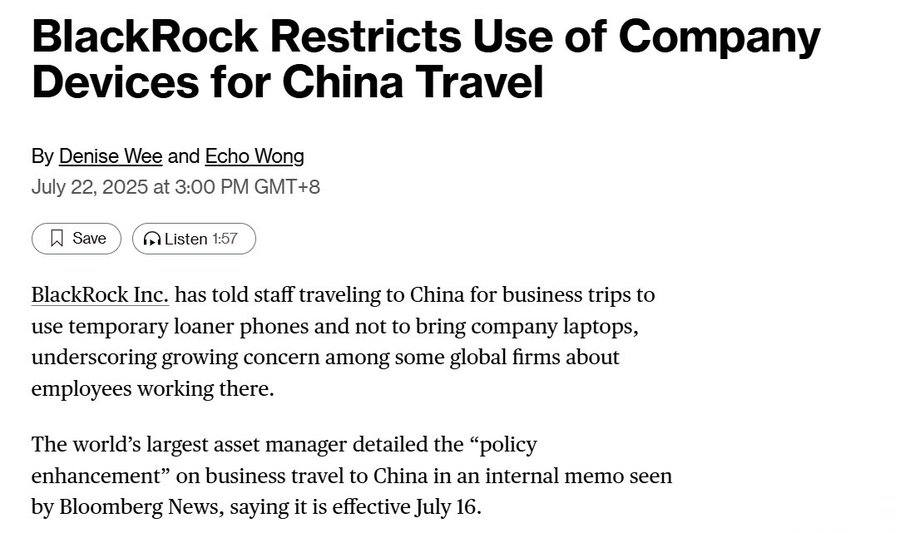 BlackRock Restricts Use of Company
Devices for China Travel
By Denise Wee and Echo Wong
July 22, 2025 at 3:00 PM GMT+8
Save Listen 1:57
BlackRock Inc. has told staff traveling to China for business trips to
use temporary loaner phones and not to bring company laptops,
underscoring growing concern among some global firms about
employees working there.
The world’s largest asset manager detailed the “policy
enhancement” on business travel to China in an internal memo seen
by Bloomberg News, saying it is effective July 16.